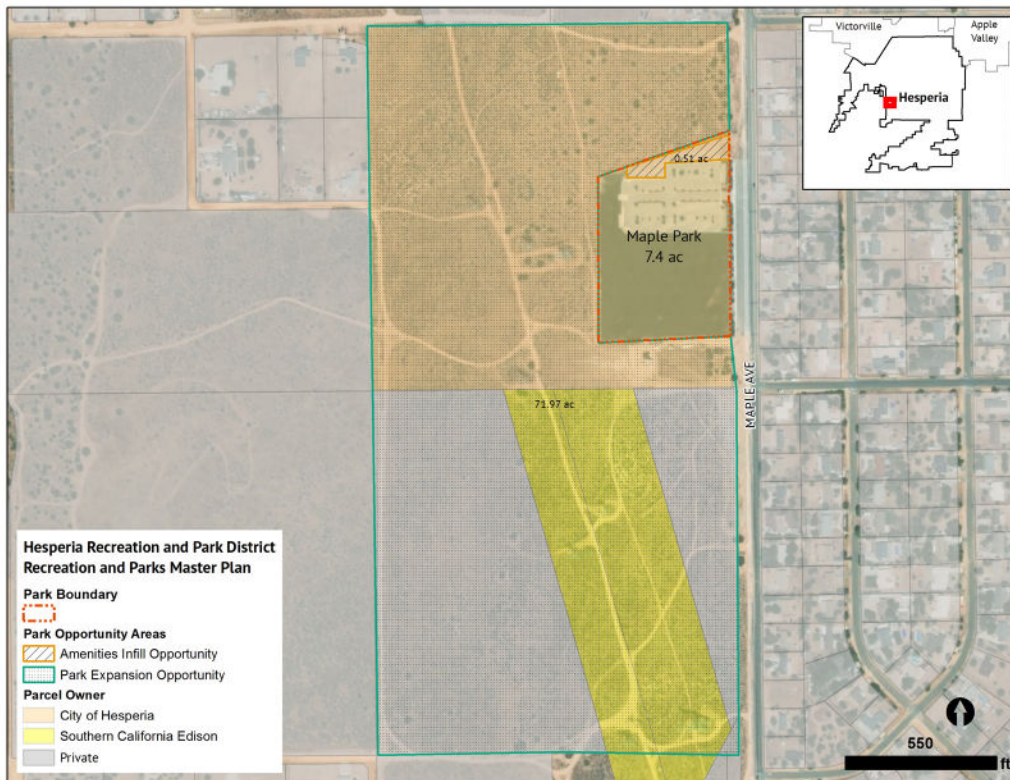 Victorville
Apple
Valley
Hesperia
0.51 ac
Maple Park
7.4 ac
MAPLE AVE
71.97 ac
Hesperia Recreation and Park District
Recreation and Parks Master Plan
Park Boundary
Park Opportunity Areas
Amenities Infill Opportunity
Park Expansion Opportunity
Parcel Owner
City of Hesperia
Southern California Edison
Private
550
ft